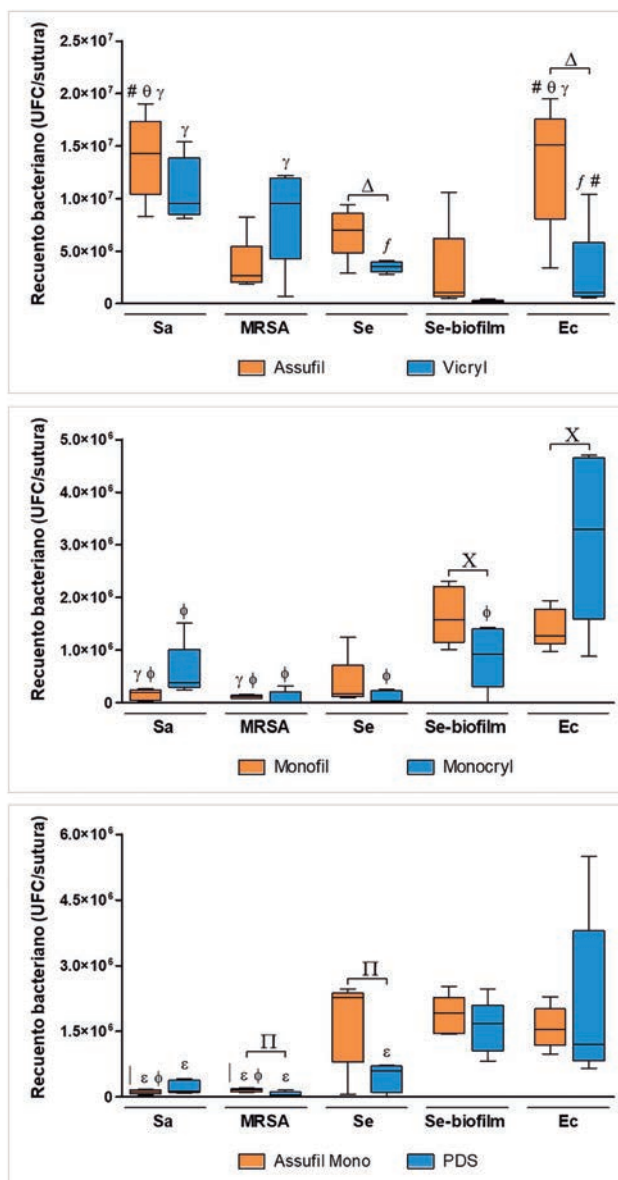 Recuento bacteriano (UFC/sutura)
2.5×10⁷
2.0×10⁷
1.5×10⁷
1.0×10⁷
5.0×10⁶
0
# θ γ
γ
γ
Δ
f
# θ γ
Δ
f #
Sa MRSA Se Se-biofilm Ec
Assufil Vicryl
Recuento bacteriano (UFC/sutura)
5.0×10⁶
4.0×10⁶
3.0×10⁶
2.0×10⁶
1.0×10⁶
0
γ ϕ
ϕ
γ ϕ
ϕ
ϕ
X
ϕ
X
Sa MRSA Se Se-biofilm Ec
Monofil Monocryl
Recuento bacteriano (UFC/sutura)
6.0×10⁶
4.5×10⁶
3.0×10⁶
1.5×10⁶
0
| ε ϕ
ε
Π
| ε ϕ
ε
Π
ε
Sa MRSA Se Se-biofilm Ec
Assufil Mono PDS